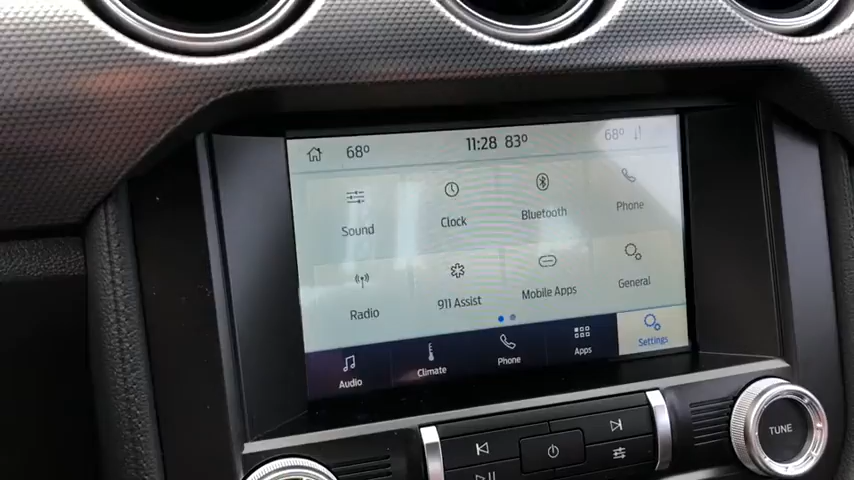 68° 11:28 83° 68°
Sound Clock Bluetooth Phone
Radio 911 Assist Mobile Apps General
Audio Climate Phone Apps Settings
TUNE